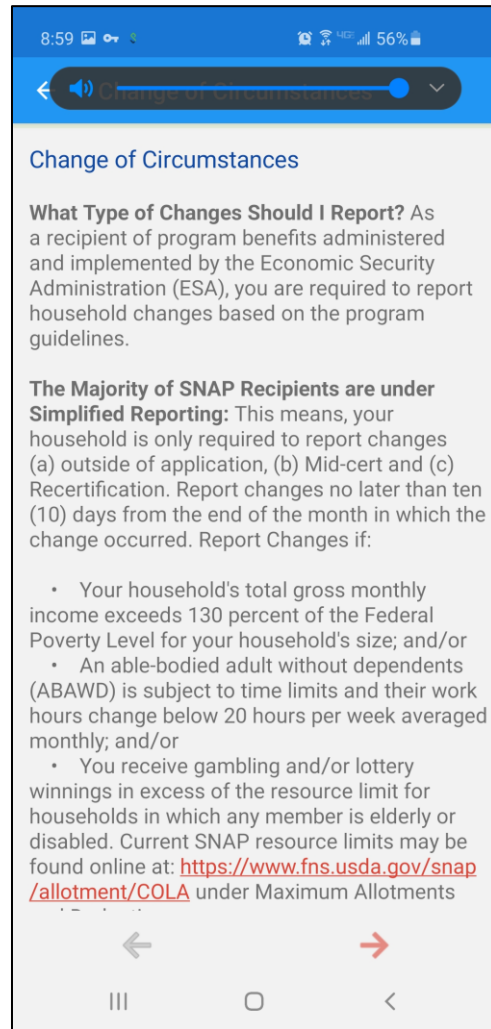 8:59
4GE 56%
Change of Circumstances
Change of Circumstances
What Type of Changes Should I Report? As
a recipient of program benefits administered
and implemented by the Economic Security
Administration (ESA), you are required to report
household changes based on the program
guidelines.
The Majority of SNAP Recipients are under
Simplified Reporting: This means, your
household is only required to report changes
(a) outside of application, (b) Mid-cert and (c)
Recertification. Report changes no later than ten
(10) days from the end of the month in which the
change occurred. Report Changes if:
• Your household's total gross monthly
income exceeds 130 percent of the Federal
Poverty Level for your household's size; and/or
• An able-bodied adult without dependents
(ABAWD) is subject to time limits and their work
hours change below 20 hours per week averaged
monthly; and/or
• You receive gambling and/or lottery
winnings in excess of the resource limit for
households in which any member is elderly or
disabled. Current SNAP resource limits may be
found online at: https://www.fns.usda.gov/snap
/allotment/COLA under Maximum Allotments